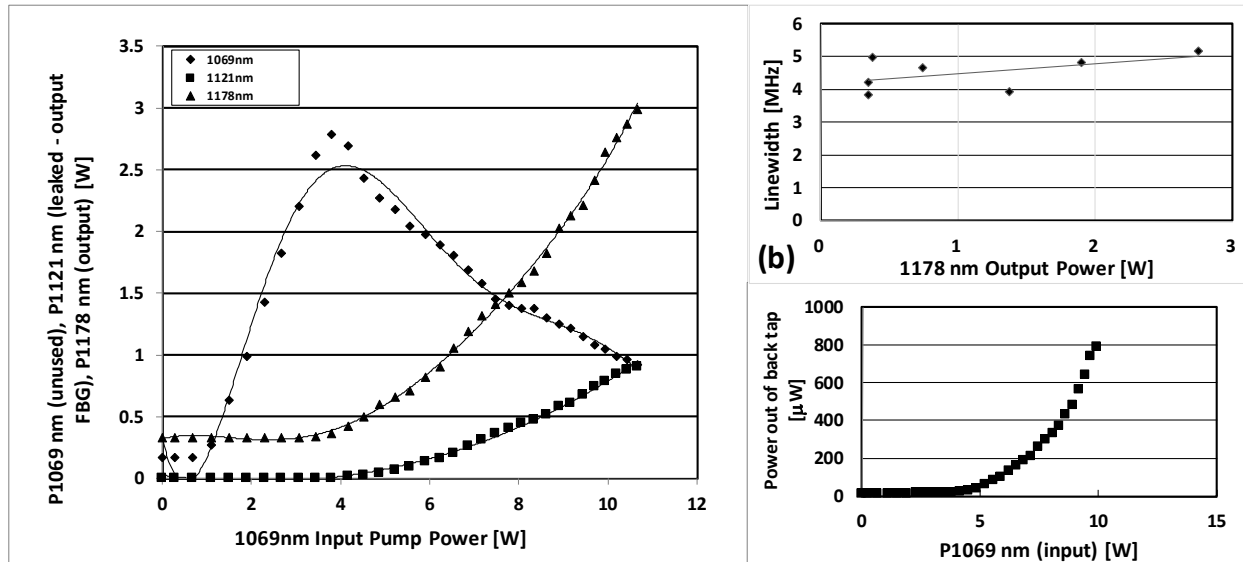 P1069 nm (unused), P1121 nm (leaked - output
FBG), P1178 nm (output) [W]
3.5
3
2.5
2
1.5
1
0.5
0
1069nm
1121nm
1178nm
0 2 4 6 8 10 12
1069nm Input Pump Power [W]
Linewidth [MHz]
6
5
4
3
2
1
0
0 1 2 3
(b)
1178 nm Output Power [W]
Power out of back tap
[µW]
1000
800
600
400
200
0
0 5 10 15
P1069 nm (input) [W]